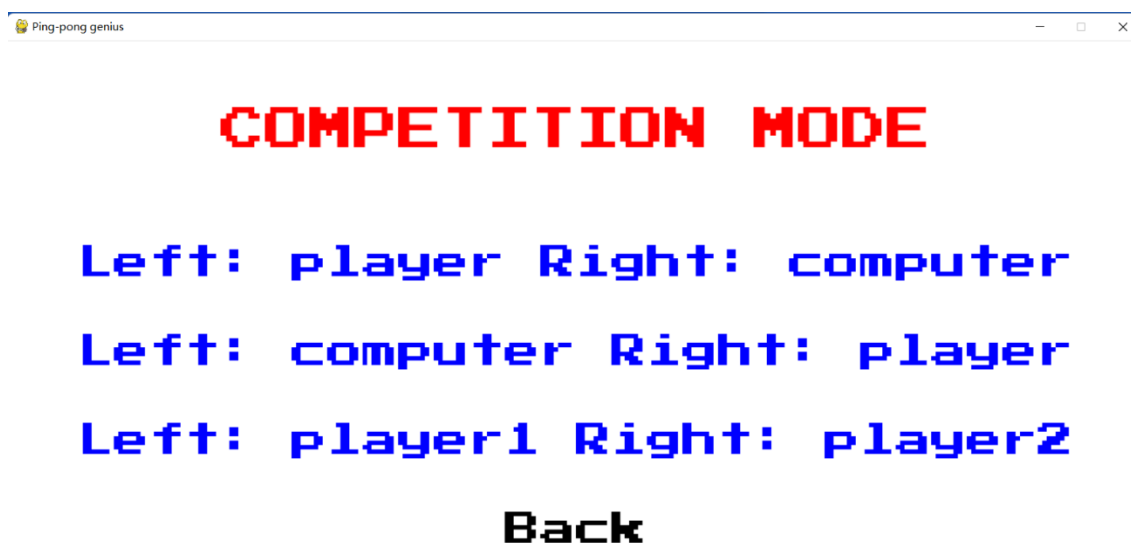 Ping-pong genius
COMPETITION MODE
Left: player Right: computer
Left: computer Right: player
Left: player1 Right: player2
Back